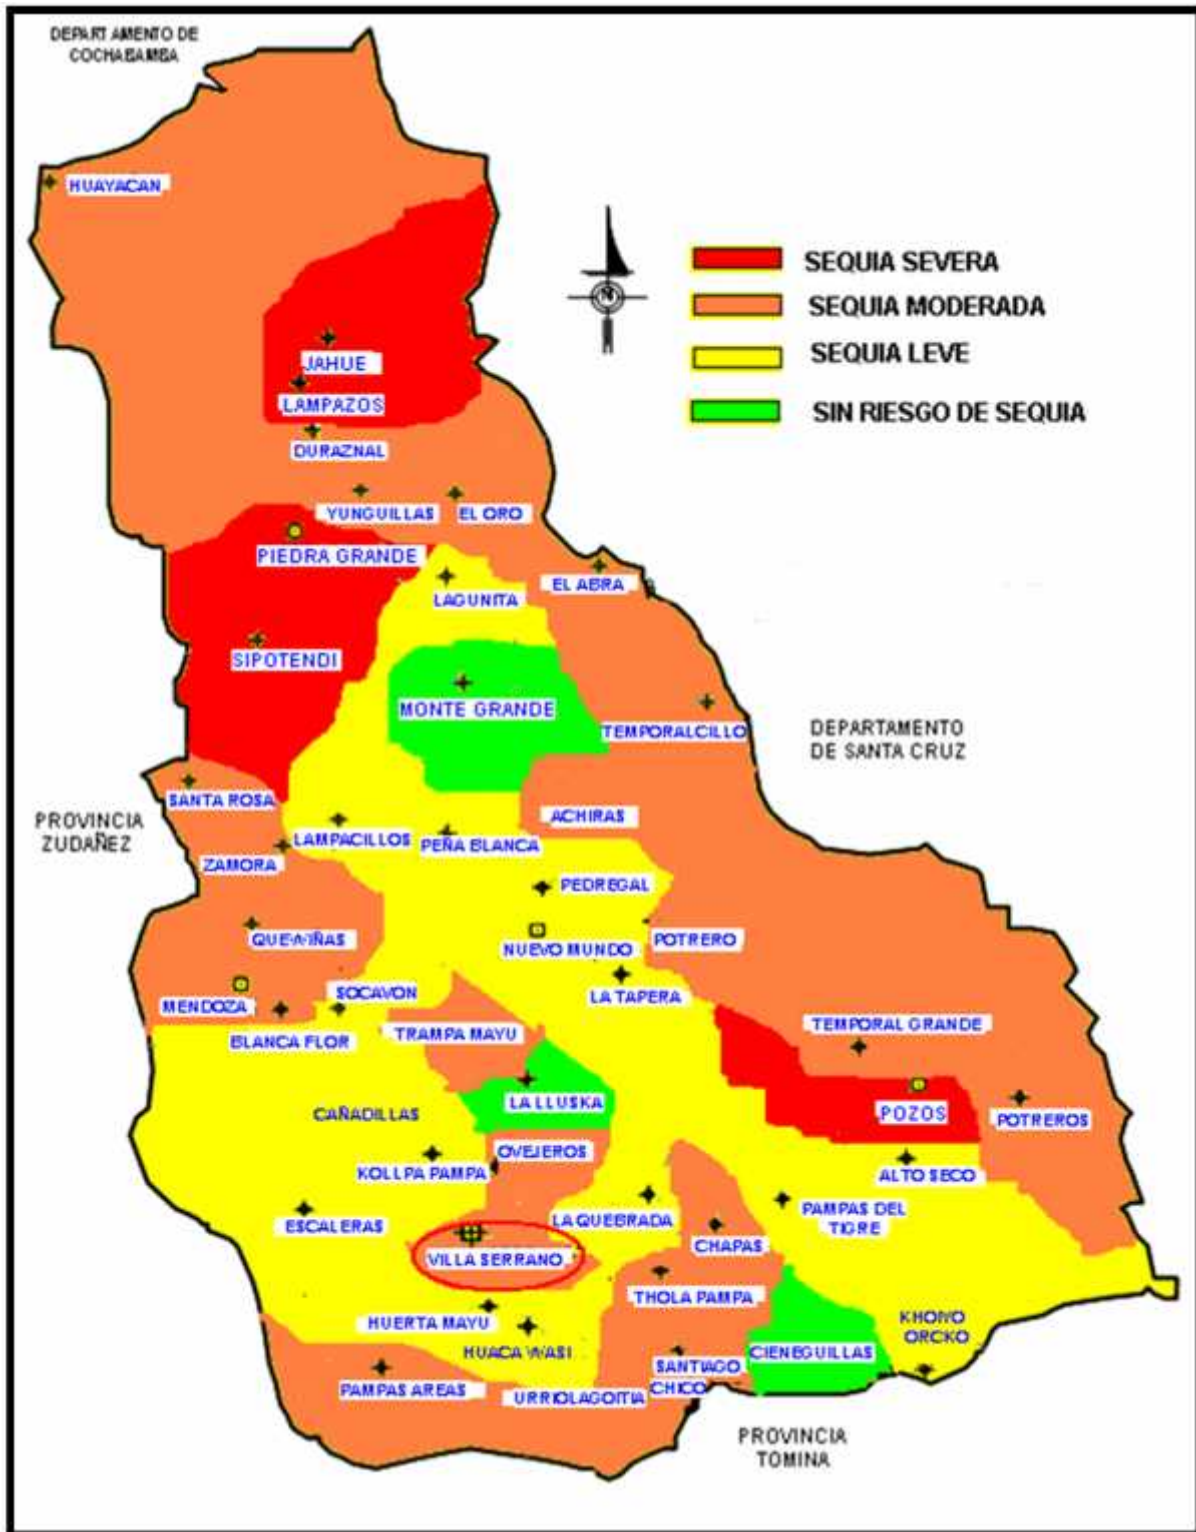 DEPARTAMENTO DE
COCHABAMBA
HUAYACAN
SEQUIA SEVERA
SEQUIA MODERADA
SEQUIA LEVE
SIN RIESGO DE SEQUIA
N
JAHUE
LAMPAZOS
DURAZNAL
YUNGUILLAS
EL ORO
PIEDRA GRANDE
EL ABRA
LAGUNITA
SIPOTENDI
MONTE GRANDE
TEMPORALCILLO
DEPARTAMENTO
DE SANTA CRUZ
SANTA ROSA
ACHIRAS
PROVINCIA
ZUDAÑEZ
LAMPACILLOS
PEÑA BLANCA
ZAMORA
PEDREGAL
QUEWIÑAS
NUEVO MUNDO
POTRERO
LA TAPERA
SOCAVON
MENDOZA
BLANCA FLOR
TRAMPA MAYU
TEMPORAL GRANDE
LA LLUSKA
CAÑADILLAS
POZOS
POTREROS
OVEJEROS
KOLLPA PAMPA
ALTO SECO
ESCALERAS
LA QUEBRADA
PAMPAS DEL
TIGRE
CHAPAS
VILLA SERRANO
THOLA PAMPA
HUERTA MAYU
KHOIYO
ORCKO
HUACA WASI
CIENEGUILLAS
SANTIAGO
CHICO
PAMPAS AREAS
URRIOLAGOITIA
PROVINCIA
TOMINA